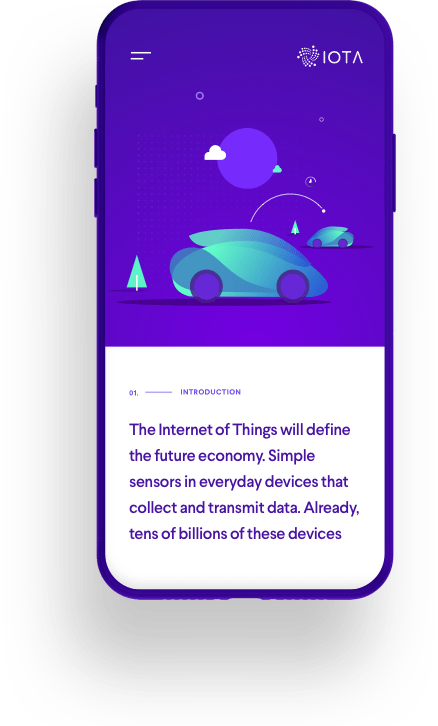 IOTA
01. INTRODUCTION
The Internet of Things will define
the future economy. Simple
sensors in everyday devices that
collect and transmit data. Already,
tens of billions of these devices